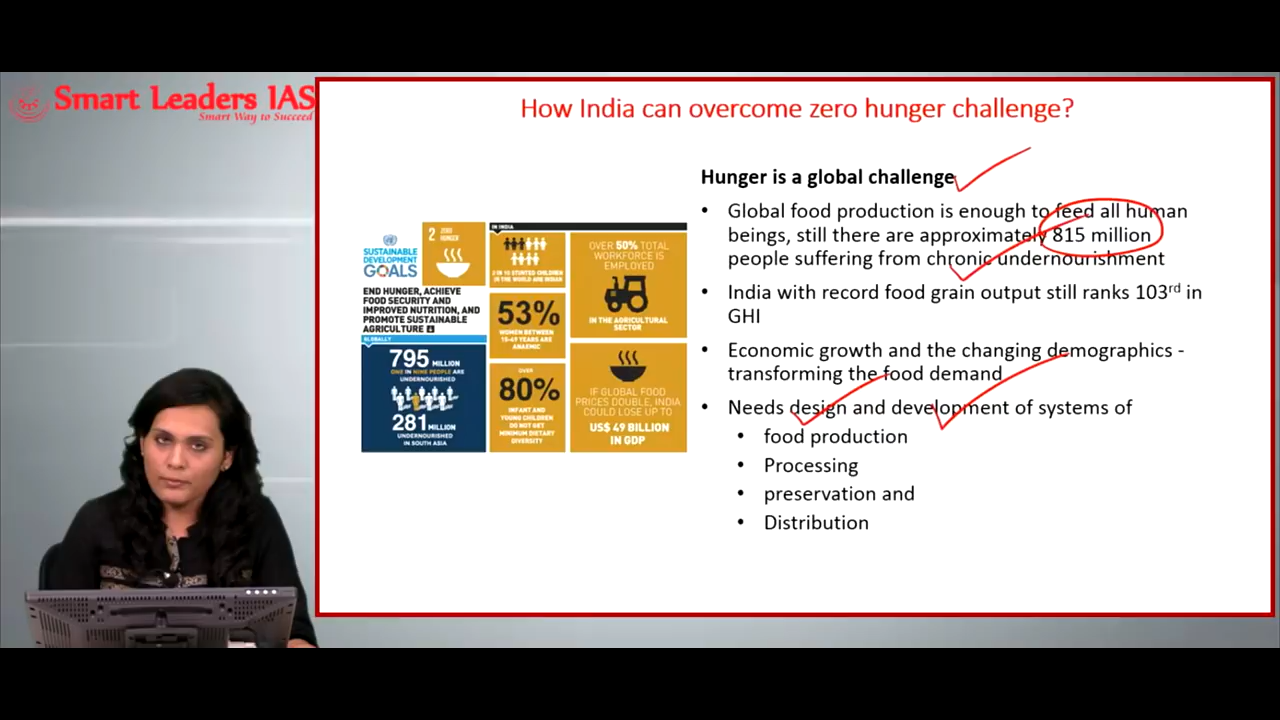 Smart Leaders IAS
Smart Way to Succeed
How India can overcome zero hunger challenge?
Hunger is a global challenge
• Global food production is enough to feed all human
beings, still there are approximately 815 million
people suffering from chronic undernourishment
• India with record food grain output still ranks 103rd in
GHI
• Economic growth and the changing demographics -
transforming the food demand
• Needs design and development of systems of
• food production
• Processing
• preservation and
• Distribution
SUSTAINABLE
DEVELOPMENT
GOALS
2 ZERO
HUNGER
END HUNGER, ACHIEVE
FOOD SECURITY AND
IMPROVED NUTRITION, AND
PROMOTE SUSTAINABLE
AGRICULTURE
GLOBALLY
795 MILLION
ONE IN NINE PEOPLE ARE
UNDERNOURISHED
281 MILLION
UNDERNOURISHED
IN SOUTH ASIA
IN INDIA
3 IN 10 STUNTED CHILDREN
IN THE WORLD ARE INDIAN
53%
WOMEN BETWEEN
15-49 YEARS ARE
ANAEMIC
OVER
80%
INFANT AND
YOUNG CHILDREN
DO NOT GET
MINIMUM DIETARY
DIVERSITY
OVER 50% TOTAL
WORKFORCE IS
EMPLOYED
IN THE AGRICULTURAL
SECTOR
IF GLOBAL FOOD
PRICES DOUBLE, INDIA
COULD LOSE UP TO
US$ 49 BILLION
IN GDP